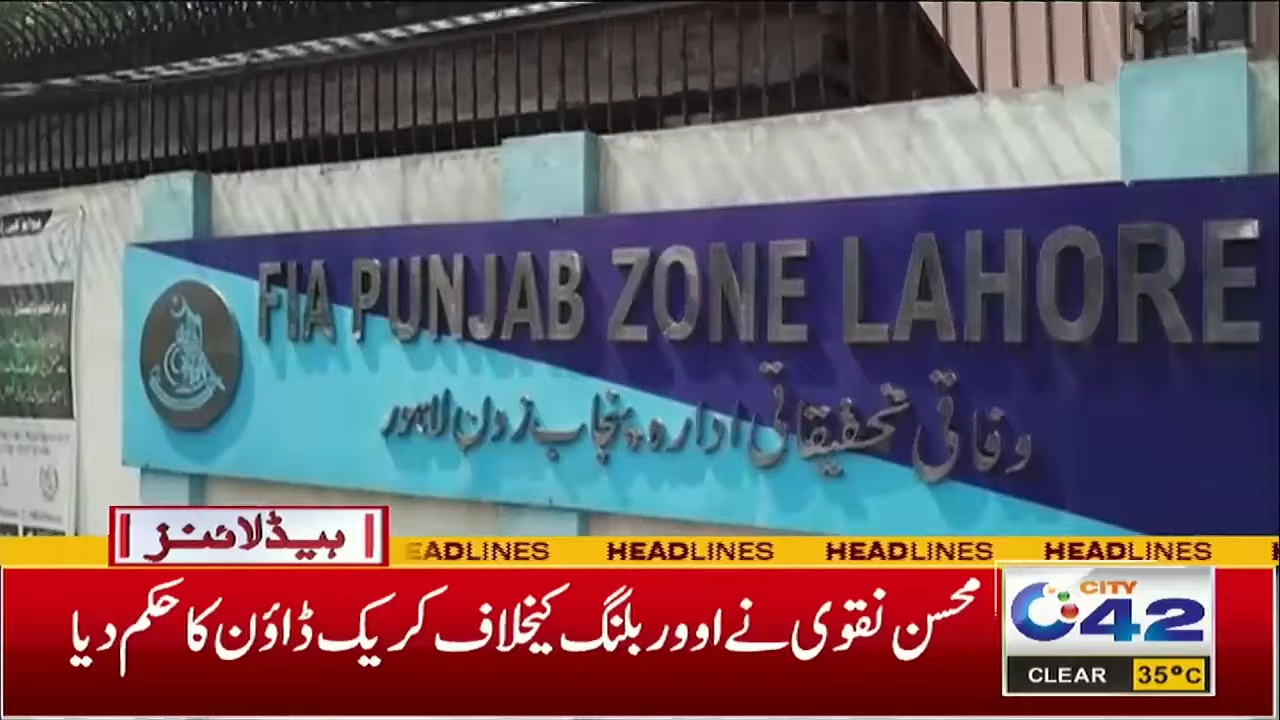 FIA PUNJAB ZONE LAHORE
وفاقی تحقیقاتی ادارہ پنجاب زون لاہور
ہیڈلائنز
EADLINES HEADLINES HEADLINES HEADLINES
محسن نقوی نے اوور بلنگ کیخلاف کریک ڈاؤن کا حکم دیا
CITY
42
CLEAR 35°C